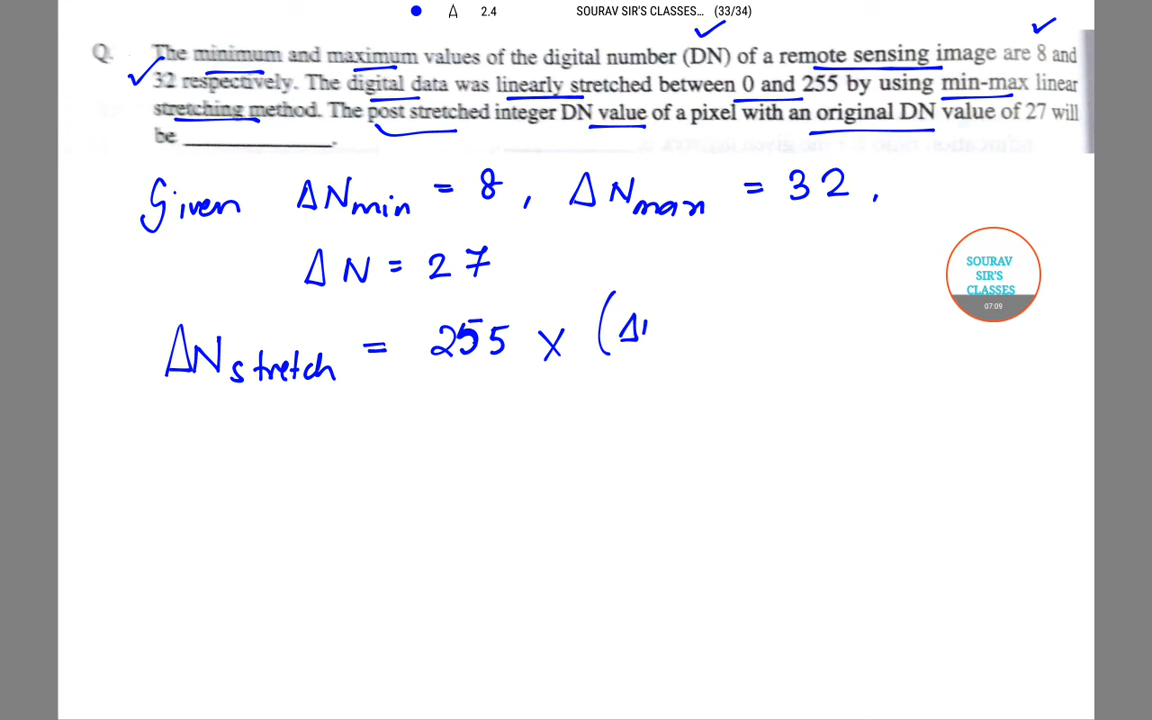 2.4 SOURAV SIR'S CLASSES... (33/34)
Q. The minimum and maximum values of the digital number (DN) of a remote sensing image are 8 and
32 respectively. The digital data was linearly stretched between 0 and 255 by using min-max linear
stretching method. The post stretched integer DN value of a pixel with an original DN value of 27 will
be ____________.
Given ΔNmin = 8, ΔNmax = 32,
ΔN = 27
SOURAV
SIR'S
CLASSES
07:09
ΔNstretch = 255 × (Δ